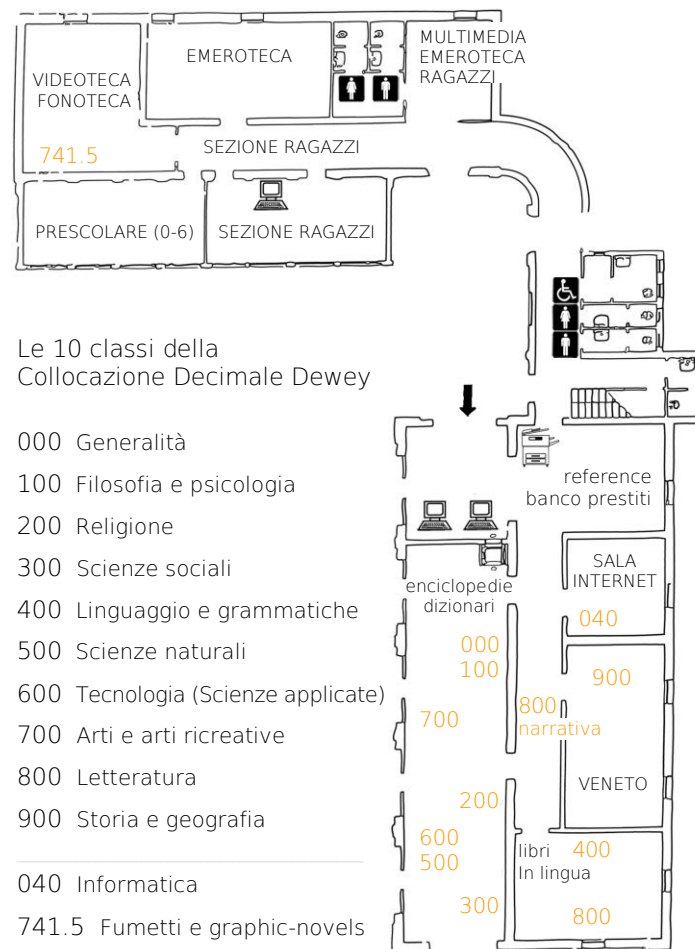 MULTIMEDIA
EMEROTECA
RAGAZZI
EMEROTECA
VIDEOTECA
FONOTECA
741.5
SEZIONE RAGAZZI
PRESCOLARE (0-6)
SEZIONE RAGAZZI
Le 10 classi della
Collocazione Decimale Dewey
000 Generalità
100 Filosofia e psicologia
200 Religione
300 Scienze sociali
400 Linguaggio e grammatiche
500 Scienze naturali
600 Tecnologia (Scienze applicate)
700 Arti e arti ricreative
800 Letteratura
900 Storia e geografia
040 Informatica
741.5 Fumetti e graphic-novels
reference
banco prestiti
SALA
INTERNET
040
enciclopedie
dizionari
000
100
900
700
800
narrativa
VENETO
200
600
500
300
libri
In lingua
400
800